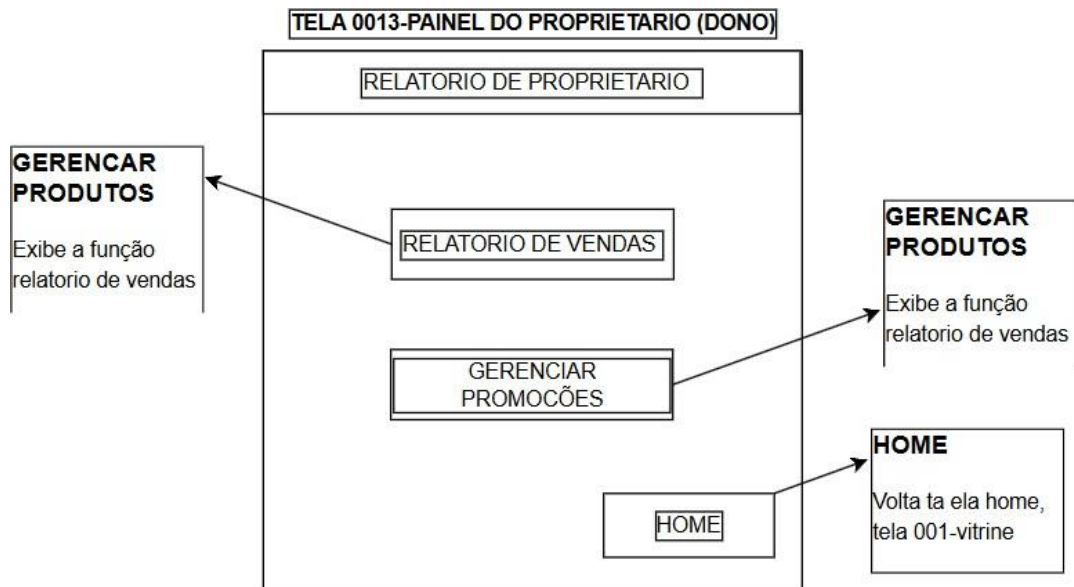 TELA 0013-PAINEL DO PROPRIETARIO (DONO)
RELATORIO DE PROPRIETARIO
GERENCAR
PRODUTOS
Exibe a função
relatorio de vendas
RELATORIO DE VENDAS
GERENCAR
PRODUTOS
Exibe a função
relatorio de vendas
GERENCIAR
PROMOCÕES
HOME
Volta ta ela home,
tela 001-vitrine
HOME